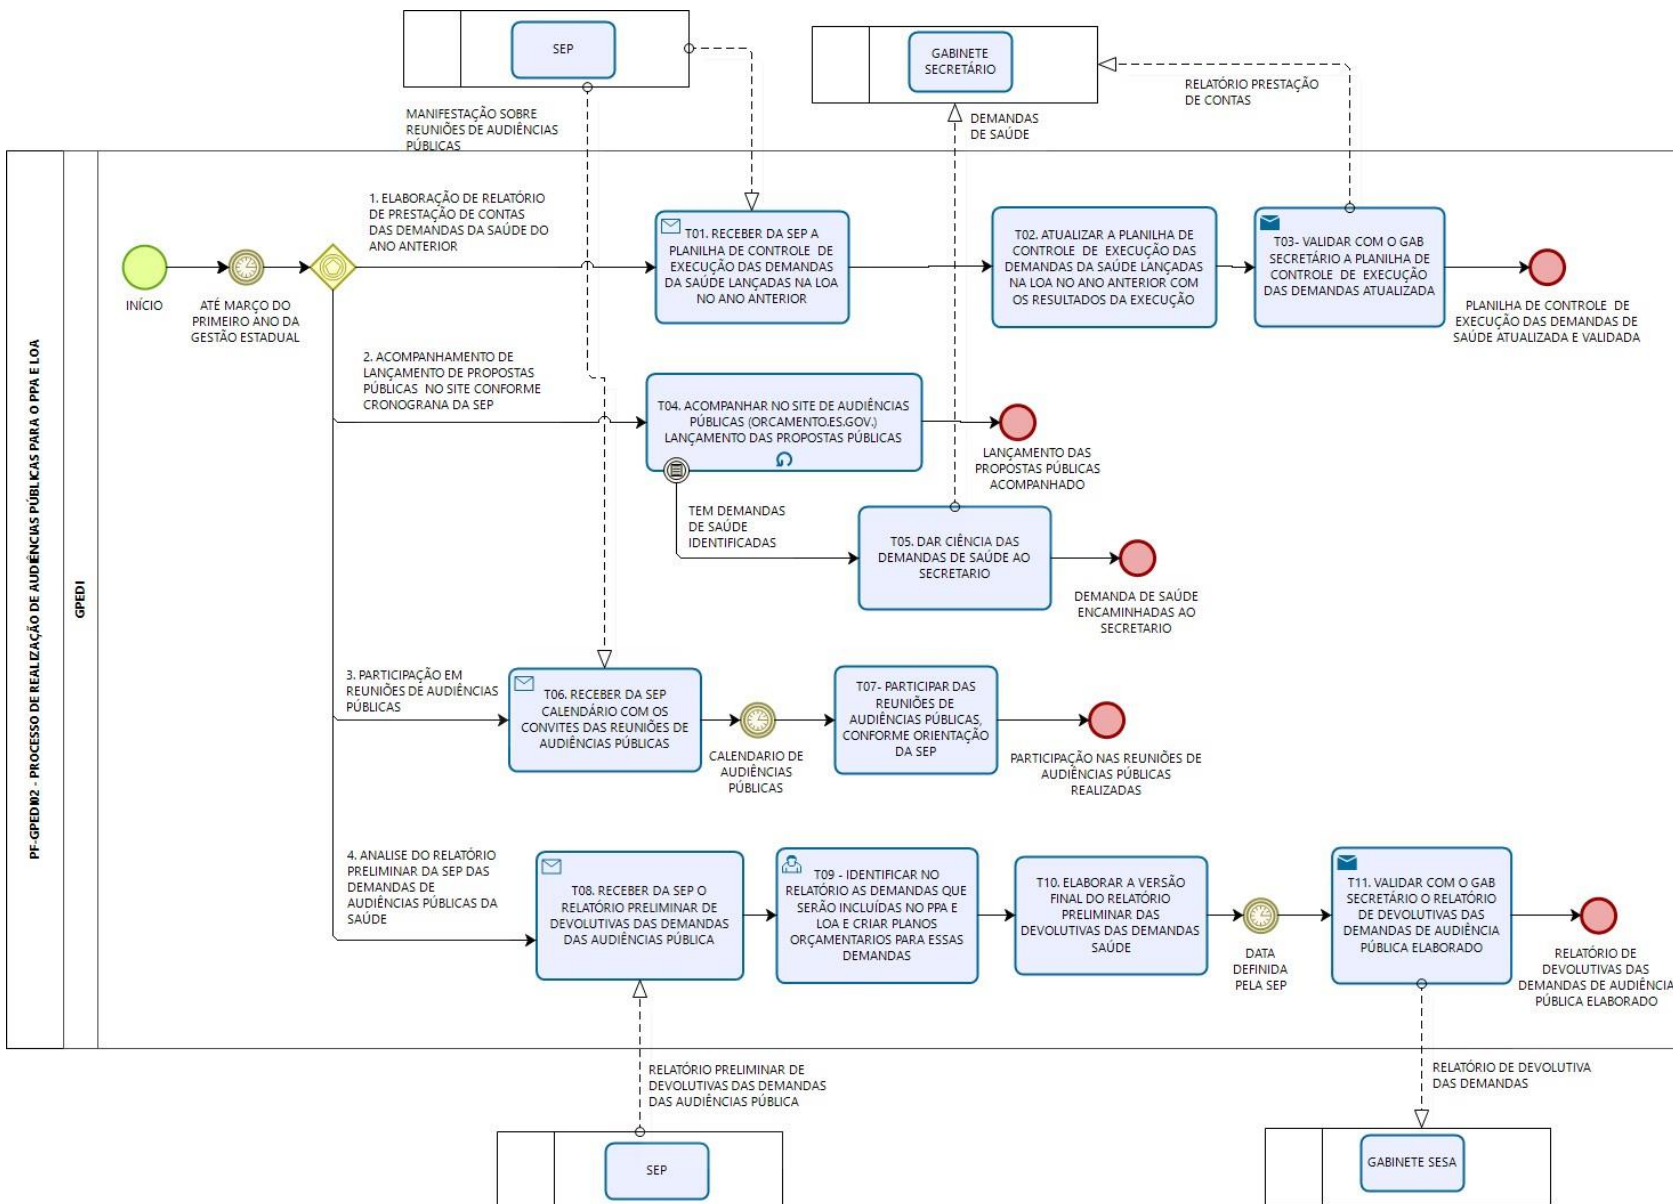 SEP
GABINETE
SECRETÁRIO
RELATÓRIO PRESTAÇÃO
DE CONTAS
MANIFESTAÇÃO SOBRE
REUNIÕES DE AUDIÊNCIAS
PÚBLICAS
DEMANDAS
DE SAÚDE
PF-GPEDI02 - PROCESSO DE REALIZAÇÃO DE AUDIÊNCIAS PÚBLICAS PARA O PPA E LOA
GPEDI
INÍCIO
ATÉ MARÇO DO
PRIMEIRO ANO DA
GESTÃO ESTADUAL
1. ELABORAÇÃO DE RELATÓRIO
DE PRESTAÇÃO DE CONTAS
DAS DEMANDAS DA SAÚDE DO
ANO ANTERIOR
T01. RECEBER DA SEP A
PLANILHA DE CONTROLE DE
EXECUÇÃO DAS DEMANDAS
DA SAÚDE LANÇADAS NA LOA
NO ANO ANTERIOR
T02. ATUALIZAR A PLANILHA DE
CONTROLE DE EXECUÇÃO DAS
DEMANDAS DA SAÚDE LANÇADAS
NA LOA NO ANO ANTERIOR COM
OS RESULTADOS DA EXECUÇÃO
T03- VALIDAR COM O GAB
SECRETÁRIO A PLANILHA DE
CONTROLE DE EXECUÇÃO
DAS DEMANDAS ATUALIZADA
PLANILHA DE CONTROLE DE
EXECUÇÃO DAS DEMANDAS DE
SAÚDE ATUALIZADA E VALIDADA
2. ACOMPANHAMENTO DE
LANÇAMENTO DE PROPOSTAS
PÚBLICAS NO SITE CONFORME
CRONOGRANA DA SEP
T04. ACOMPANHAR NO SITE DE AUDIÊNCIAS
PÚBLICAS (ORCAMENTO.ES.GOV.)
LANÇAMENTO DAS PROPOSTAS PÚBLICAS
LANÇAMENTO DAS
PROPOSTAS PÚBLICAS
ACOMPANHADO
TEM DEMANDAS
DE SAÚDE
IDENTIFICADAS
T05. DAR CIÊNCIA DAS
DEMANDAS DE SAÚDE AO
SECRETARIO
DEMANDA DE SAÚDE
ENCAMINHADAS AO
SECRETARIO
3. PARTICIPAÇÃO EM
REUNIÕES DE AUDIÊNCIAS
PÚBLICAS
T06. RECEBER DA SEP
CALENDÁRIO COM OS
CONVITES DAS REUNIÕES DE
AUDIÊNCIAS PÚBLICAS
CALENDARIO DE
AUDIÊNCIAS
PÚBLICAS
T07- PARTICIPAR DAS
REUNIÕES DE
AUDIÊNCIAS PÚBLICAS,
CONFORME ORIENTAÇÃO
DA SEP
PARTICIPAÇÃO NAS REUNIÕES DE
AUDIÊNCIAS PÚBLICAS
REALIZADAS
4. ANALISE DO RELATÓRIO
PRELIMINAR DA SEP DAS
DEMANDAS DE
AUDIÊNCIAS PÚBLICAS DA
SAÚDE
T08. RECEBER DA SEP O
RELATÓRIO PRELIMINAR DE
DEVOLUTIVAS DAS DEMANDAS
DAS AUDIÊNCIAS PÚBLICA
T09 - IDENTIFICAR NO
RELATÓRIO AS DEMANDAS QUE
SERÃO INCLUÍDAS NO PPA E
LOA E CRIAR PLANOS
ORÇAMENTARIOS PARA ESSAS
DEMANDAS
T10. ELABORAR A VERSÃO
FINAL DO RELATÓRIO
PRELIMINAR DAS
DEVOLUTIVAS DAS DEMANDAS
SAÚDE
DATA
DEFINIDA
PELA SEP
T11. VALIDAR COM O GAB
SECRETÁRIO O RELATÓRIO
DE DEVOLUTIVAS DAS
DEMANDAS DE AUDIÊNCIA
PÚBLICA ELABORADO
RELATÓRIO DE
DEVOLUTIVAS DAS
DEMANDAS DE AUDIÊNCIA
PÚBLICA ELABORADO
RELATÓRIO PRELIMINAR DE
DEVOLUTIVAS DAS DEMANDAS
DAS AUDIÊNCIAS PÚBLICA
RELATÓRIO DE DEVOLUTIVA
DAS DEMANDAS
SEP
GABINETE SESA